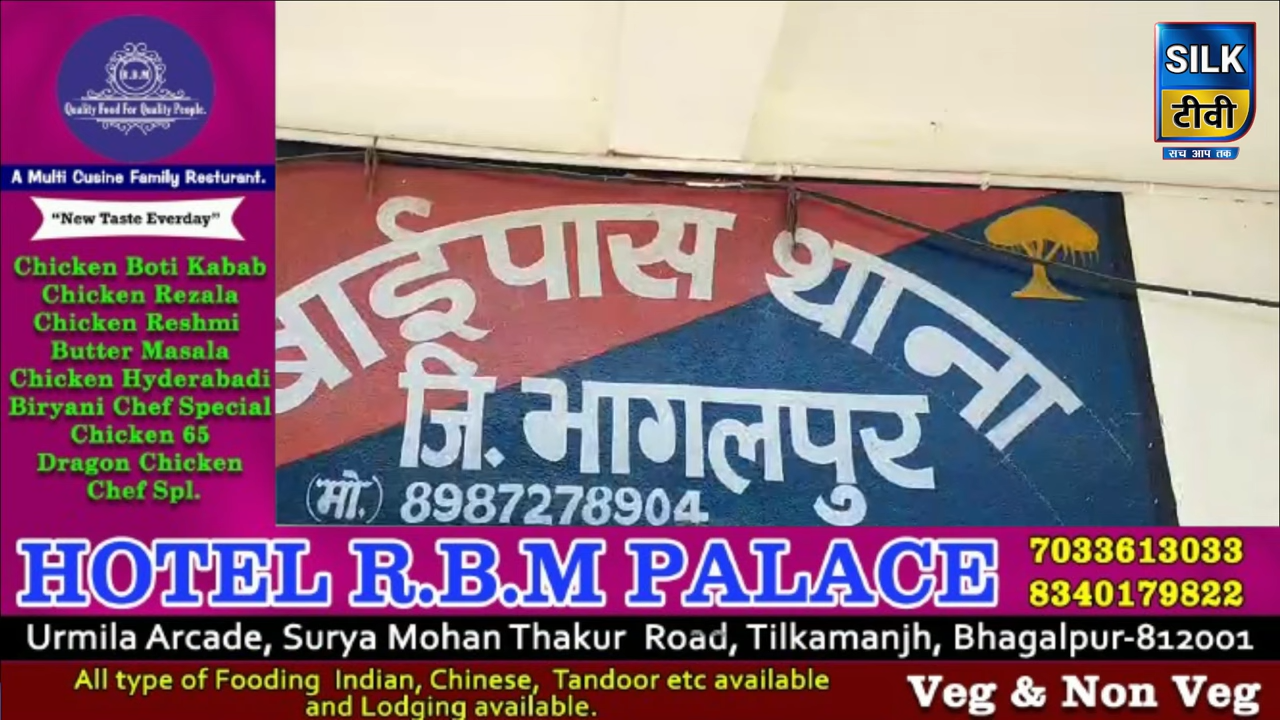 R.B.M
Quality Food For Quality People.
A Multi Cusine Family Resturant.
“New Taste Everday”
Chicken Boti Kabab
Chicken Rezala
Chicken Reshmi
Butter Masala
Chicken Hyderabadi
Biryani Chef Special
Chicken 65
Dragon Chicken
Chef Spl.
SILK
टीवी
सच आप तक
बाईपास थाना
जि. भागलपुर
(मो.) 8987278904
HOTEL R.B.M PALACE
7033613033
8340179822
Urmila Arcade, Surya Mohan Thakur Road, Tilkamanjh, Bhagalpur-812001
All type of Fooding Indian, Chinese, Tandoor etc available
and Lodging available.
Veg & Non Veg